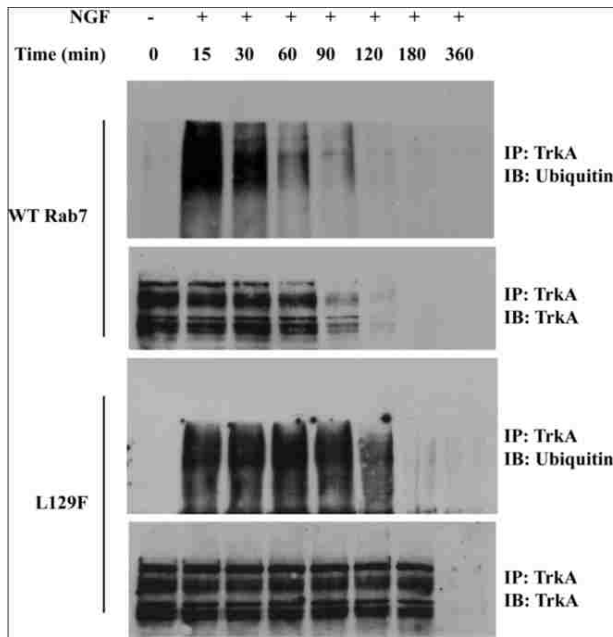 NGF - + + + + + + +
Time (min) 0 15 30 60 90 120 180 360
WT Rab7
IP: TrkA
IB: Ubiquitin
IP: TrkA
IB: TrkA
L129F
IP: TrkA
IB: Ubiquitin
IP: TrkA
IB: TrkA